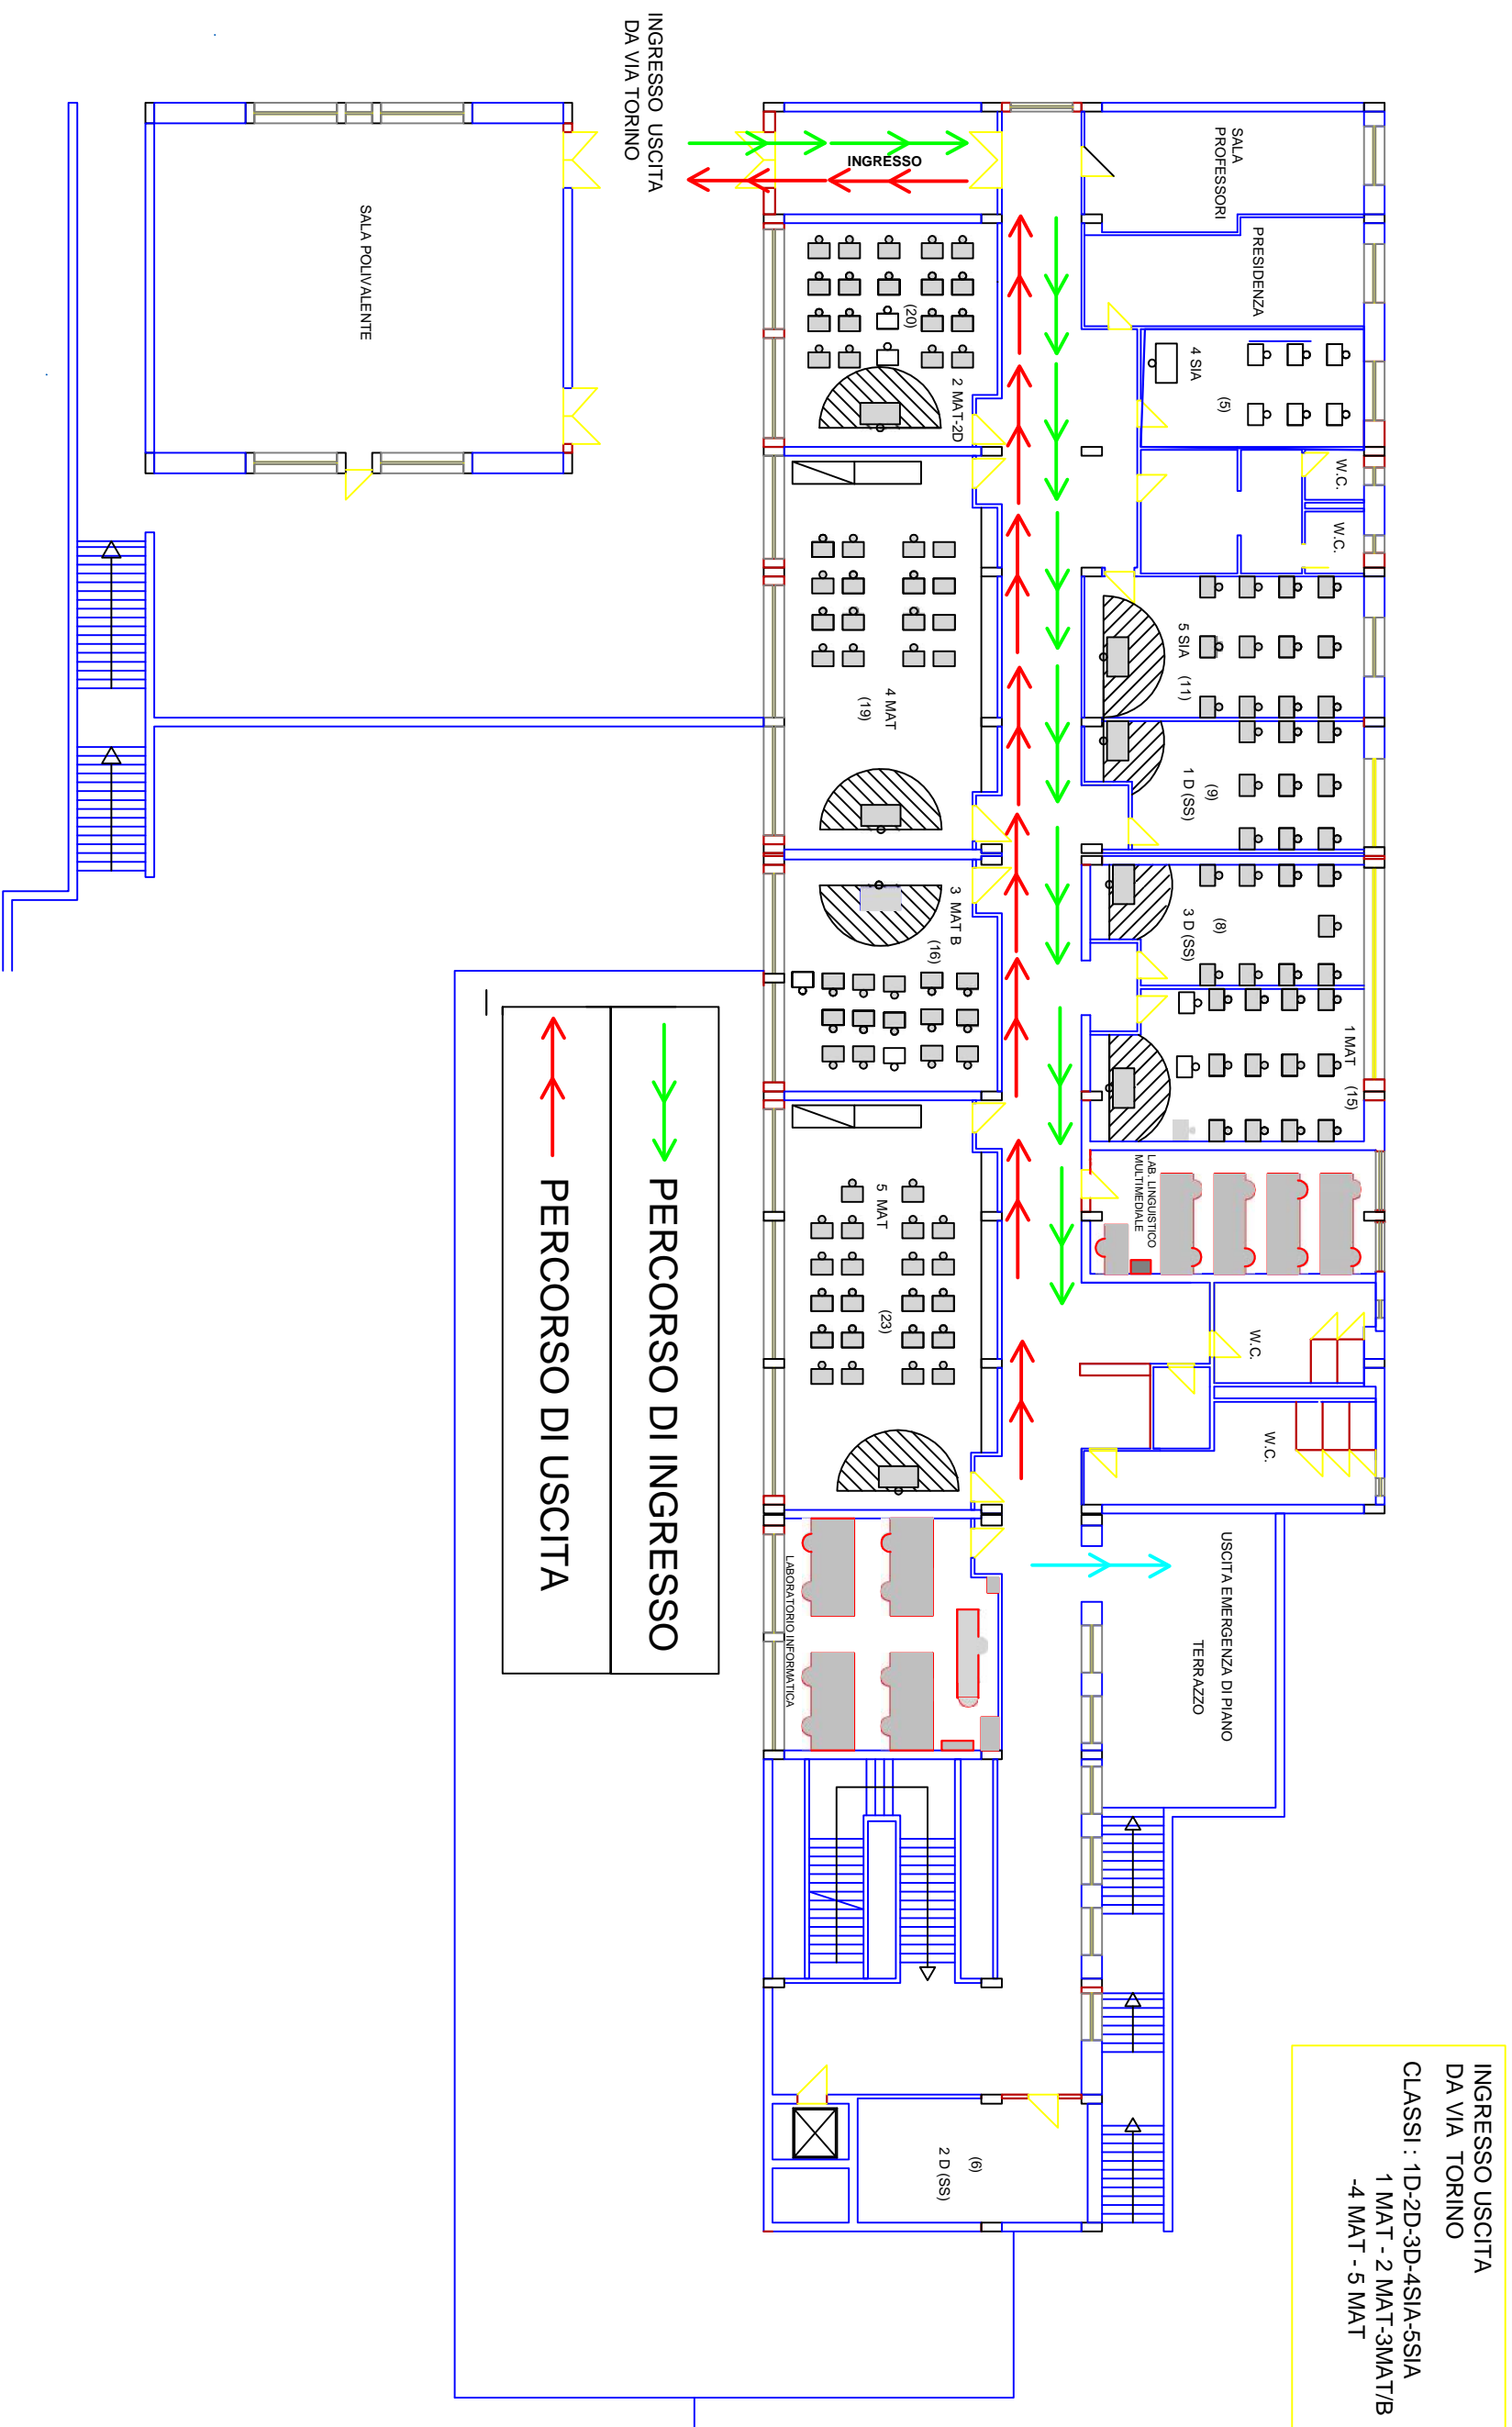 INGRESSO USCITA
DA VIA TORINO
CLASSI : 1D-2D-3D-4SIA-5SIA
1 MAT - 2 MAT-3MAT/B
-4 MAT - 5 MAT
SALA
PROFESSORI
PRESIDENZA
4 SIA
(5)
W.C.
W.C.
5 SIA
(11)
1 D (SS)
(9)
3 D (SS)
(8)
1 MAT
(15)
LAB. LINGUISTICO
MULTIMEDIALE
W.C.
W.C.
USCITA EMERGENZA DI PIANO
TERRAZZO
INGRESSO
2 MAT-2D
(20)
4 MAT
(19)
3 MAT B
(16)
5 MAT
(23)
LABORATORIO INFORMATICA
(6)
2 D (SS)
INGRESSO USCITA
DA VIA TORINO
SALA POLIVALENTE
PERCORSO DI INGRESSO
PERCORSO DI USCITA